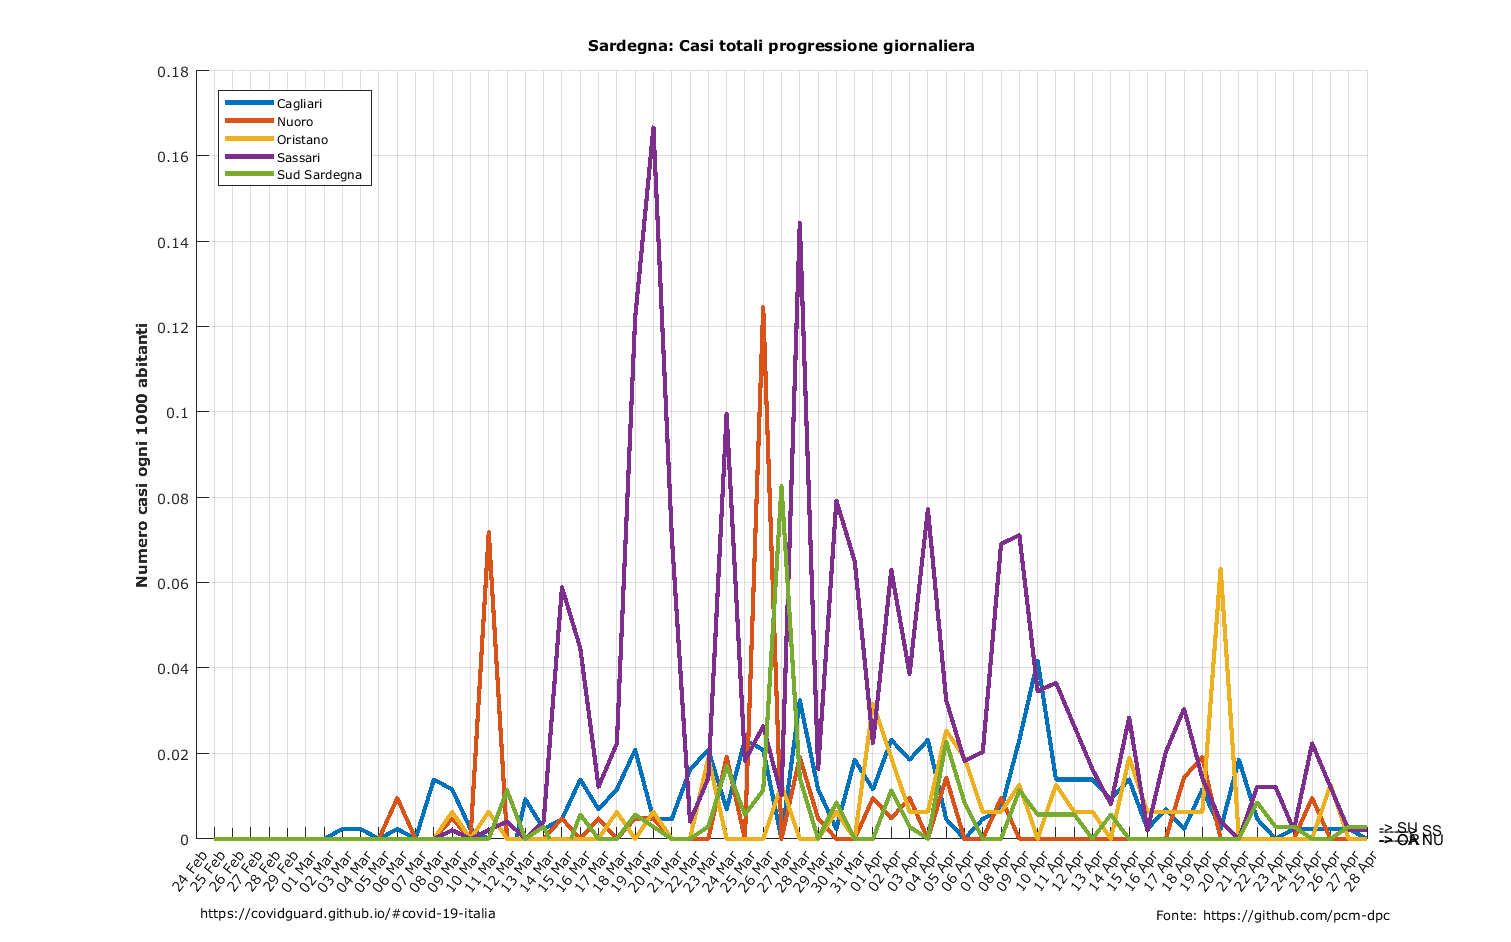 Sardegna: Casi totali progressione giornaliera
Numero casi ogni 1000 abitanti
0.18
0.16
0.14
0.12
0.1
0.08
0.06
0.04
0.02
0
Cagliari
Nuoro
Oristano
Sassari
Sud Sardegna
-> SU
SS
NU
24 Feb
25 Feb
26 Feb
27 Feb
28 Feb
29 Feb
01 Mar
02 Mar
03 Mar
04 Mar
05 Mar
06 Mar
07 Mar
08 Mar
09 Mar
10 Mar
11 Mar
12 Mar
13 Mar
14 Mar
15 Mar
16 Mar
17 Mar
18 Mar
19 Mar
20 Mar
21 Mar
22 Mar
23 Mar
24 Mar
25 Mar
26 Mar
27 Mar
28 Mar
29 Mar
30 Mar
31 Mar
01 Apr
02 Apr
03 Apr
04 Apr
05 Apr
06 Apr
07 Apr
08 Apr
09 Apr
10 Apr
11 Apr
12 Apr
13 Apr
14 Apr
15 Apr
16 Apr
17 Apr
18 Apr
19 Apr
20 Apr
21 Apr
22 Apr
23 Apr
24 Apr
25 Apr
26 Apr
27 Apr
28 Apr
https://covidguard.github.io/#covid-19-italia
Fonte: https://github.com/pcm-dpc